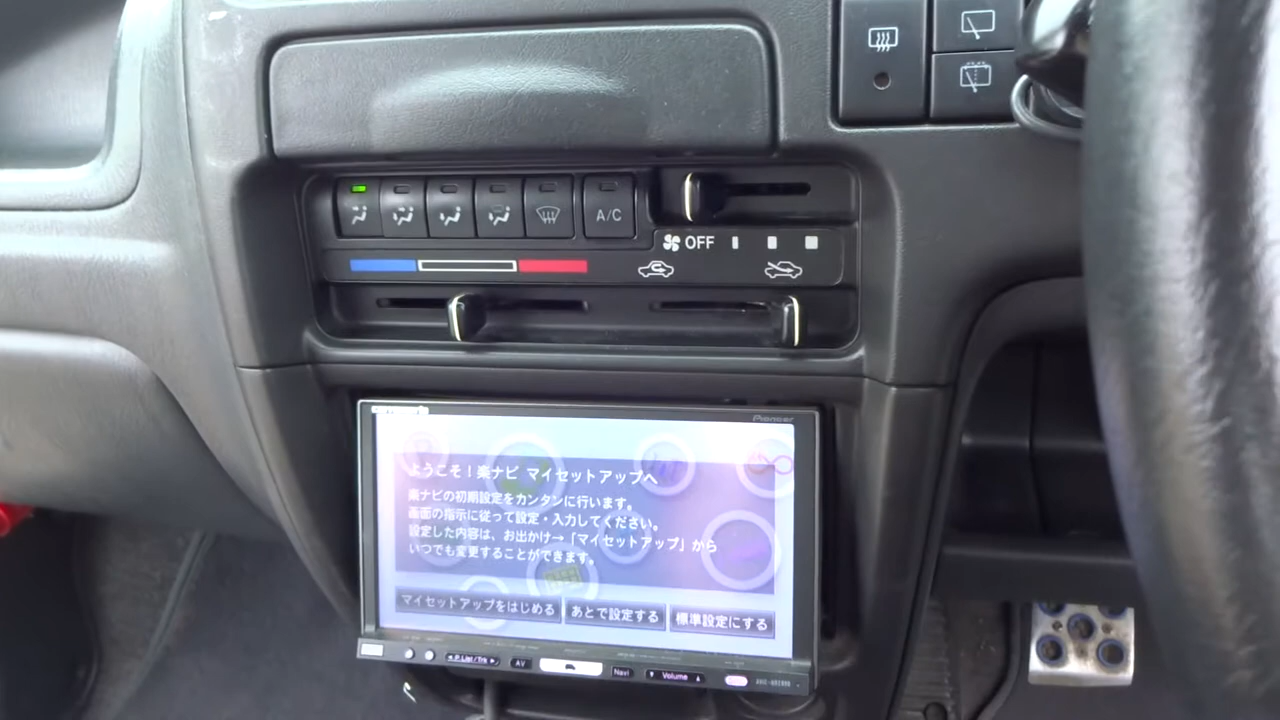 A/C
OFF
Pioneer
ようこそ！楽ナビ マイセットアップへ
楽ナビの初期設定をカンタンに行います。
画面の指示に従って設定・入力してください。
設定した内容は、お出かけ→「マイセットアップ」から
いつでも変更することができます。
マイセットアップをはじめる あとで設定する 標準設定にする
P.List/Trk AV Navi Volume